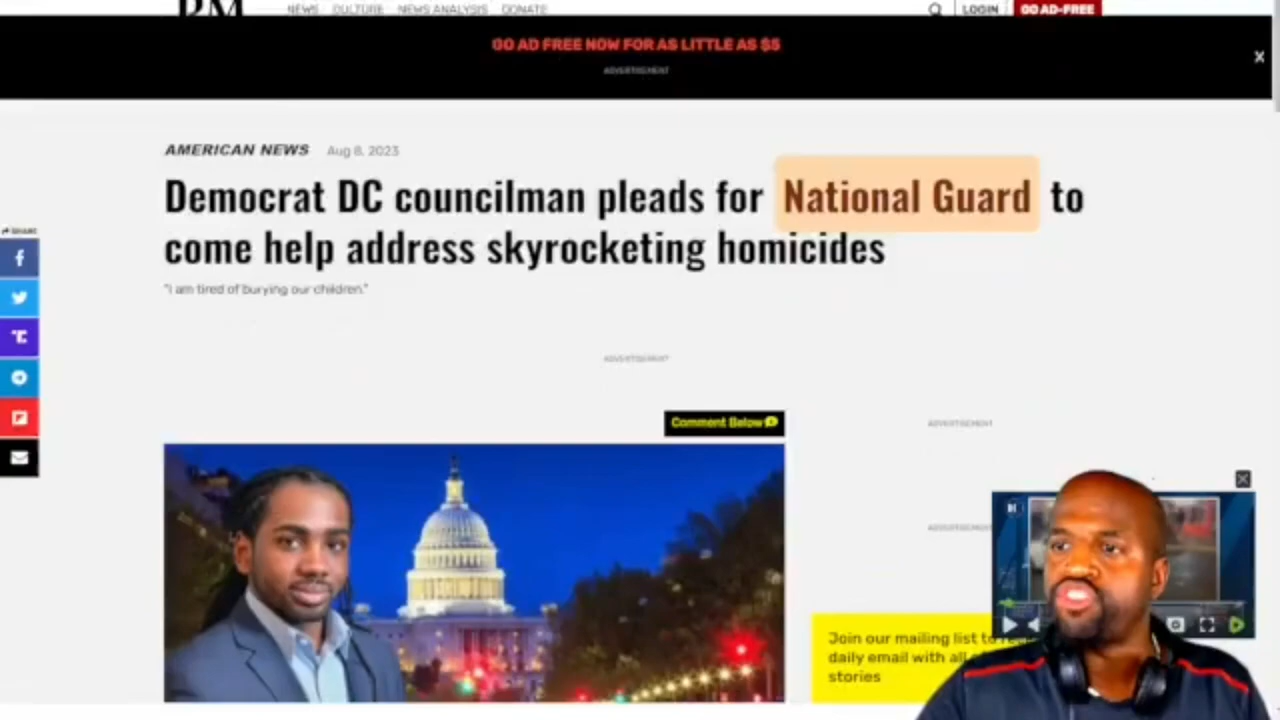 NEWS CULTURE NEWS ANALYSIS DONATE LOGIN GO AD-FREE
GO AD FREE NOW FOR AS LITTLE AS $5
ADVERTISEMENT
X
AMERICAN NEWS Aug 8, 2023
Democrat DC councilman pleads for National Guard to
come help address skyrocketing homicides
SHARE
"I am tired of burying our children."
ADVERTISEMENT
Comment Below
ADVERTISEMENT
ADVERTISEMENT
Join our mailing list to
daily email with all
stories